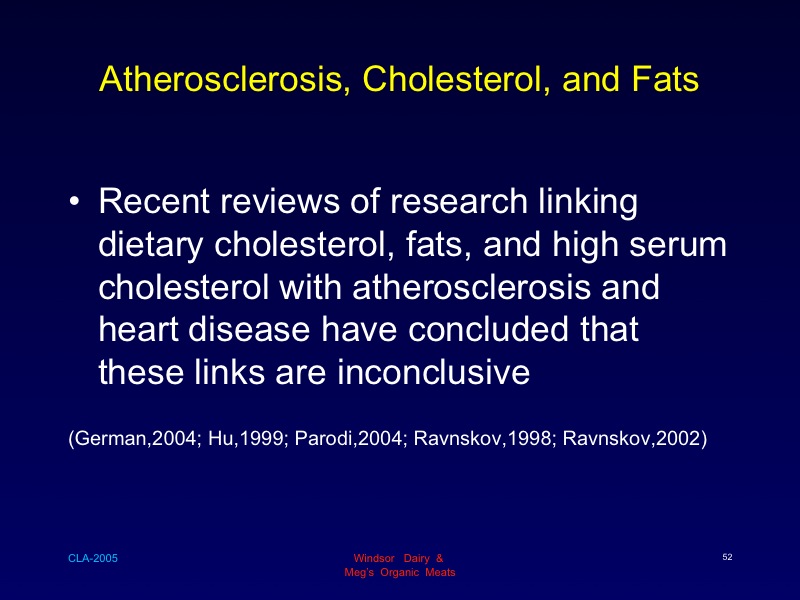 Atherosclerosis, Cholesterol, and Fats
• Recent reviews of research linking
dietary cholesterol, fats, and high serum
cholesterol with atherosclerosis and
heart disease have concluded that
these links are inconclusive
(German,2004; Hu,1999; Parodi,2004; Ravnskov,1998; Ravnskov,2002)
CLA-2005
Windsor Dairy &
Meg's Organic Meats
52